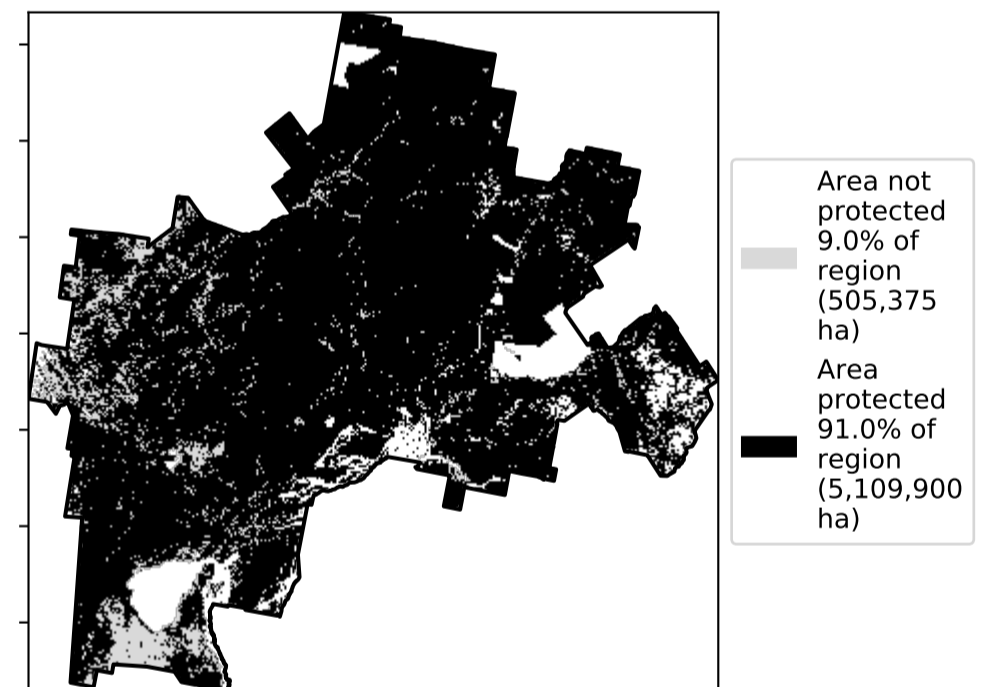 Area not
protected
9.0% of
region
(505,375
ha)
Area
protected
91.0% of
region
(5,109,900
ha)